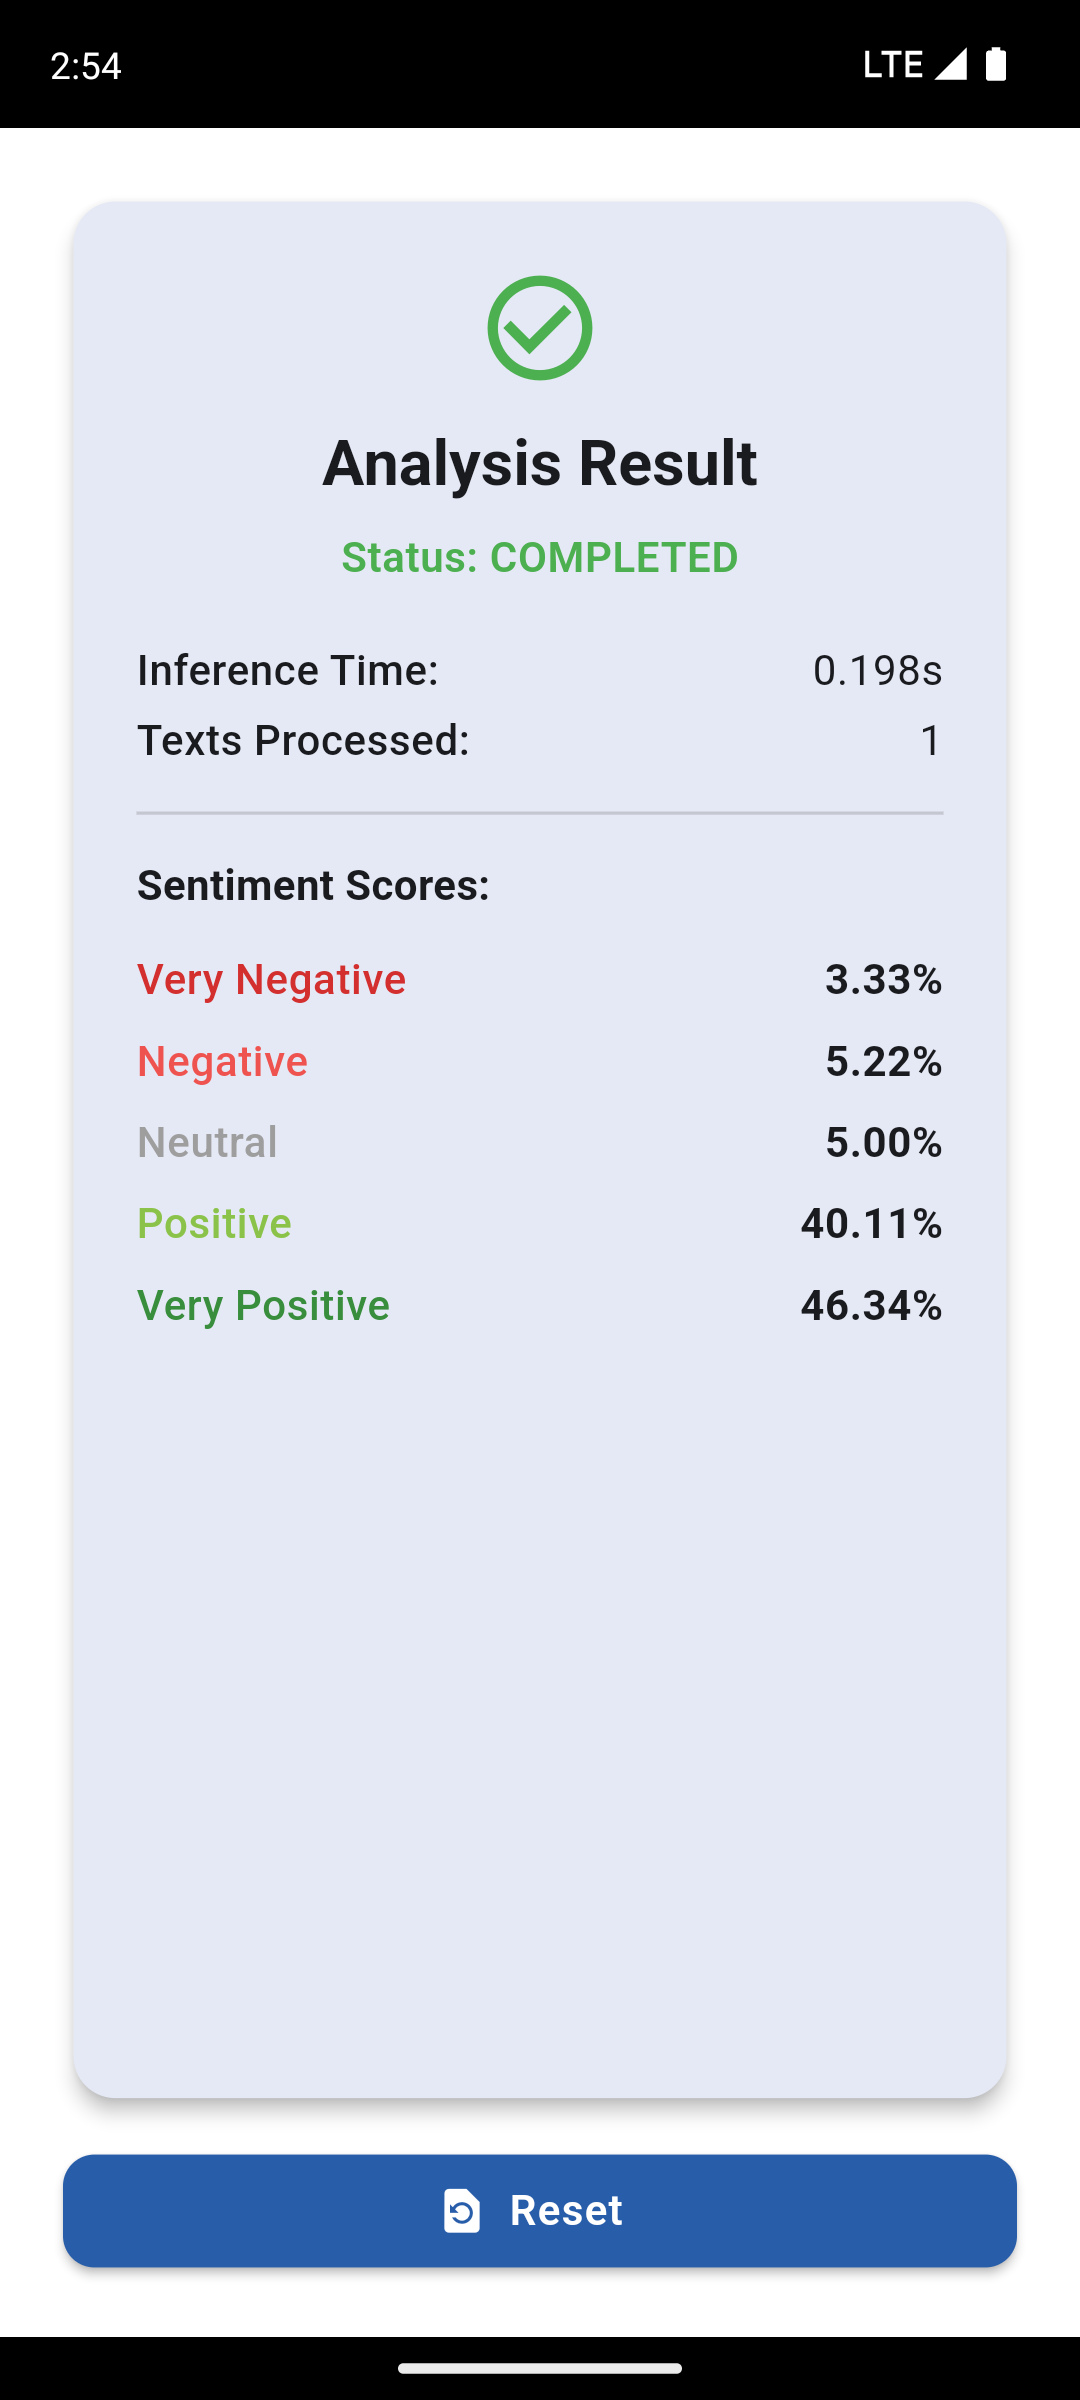 2:54 LTE
Analysis Result
Status: COMPLETED
Inference Time: 0.198s
Texts Processed: 1
Sentiment Scores:
Very Negative 3.33%
Negative 5.22%
Neutral 5.00%
Positive 40.11%
Very Positive 46.34%
Reset